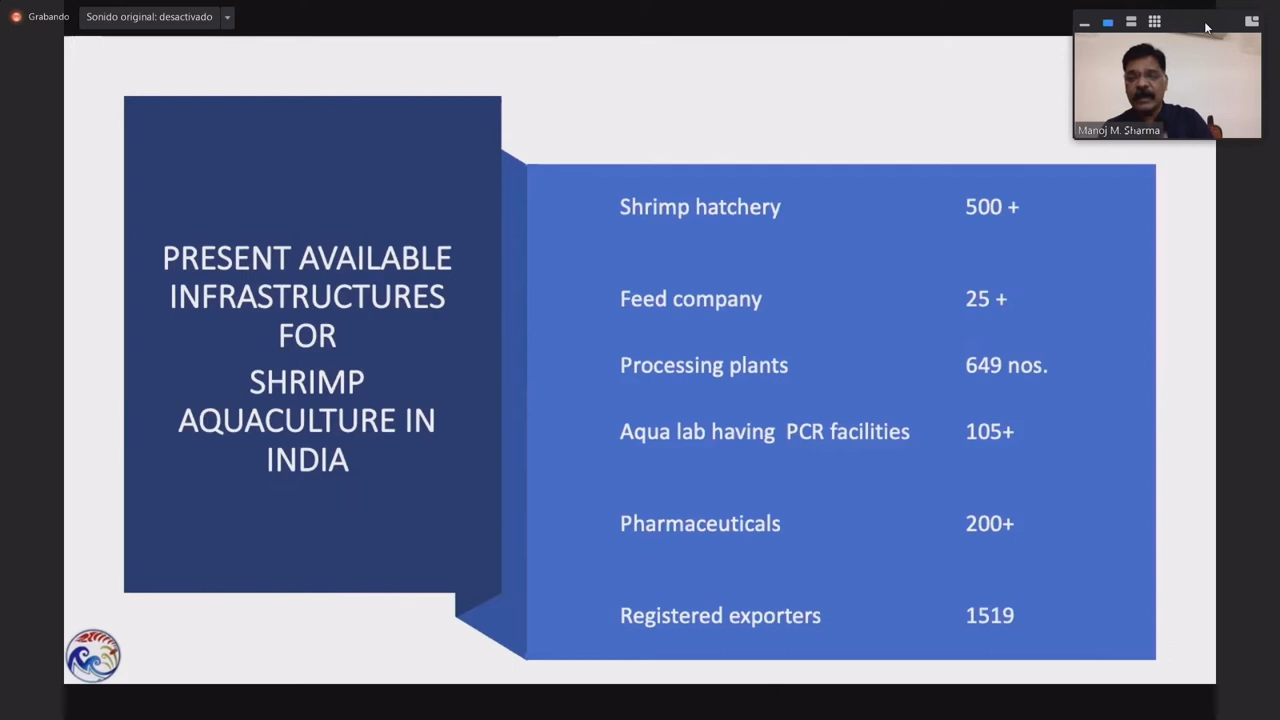 Grabando
Sonido original: desactivado
Manoj M. Sharma
PRESENT AVAILABLE
INFRASTRUCTURES
FOR
SHRIMP
AQUACULTURE IN
INDIA
Shrimp hatchery 500 +
Feed company 25 +
Processing plants 649 nos.
Aqua lab having PCR facilities 105+
Pharmaceuticals 200+
Registered exporters 1519